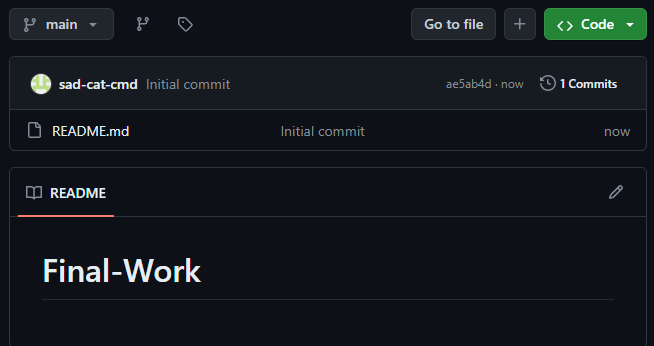 main
Go to file
Code
sad-cat-cmd Initial commit ae5ab4d · now 1 Commits
README.md Initial commit now
README
Final-Work